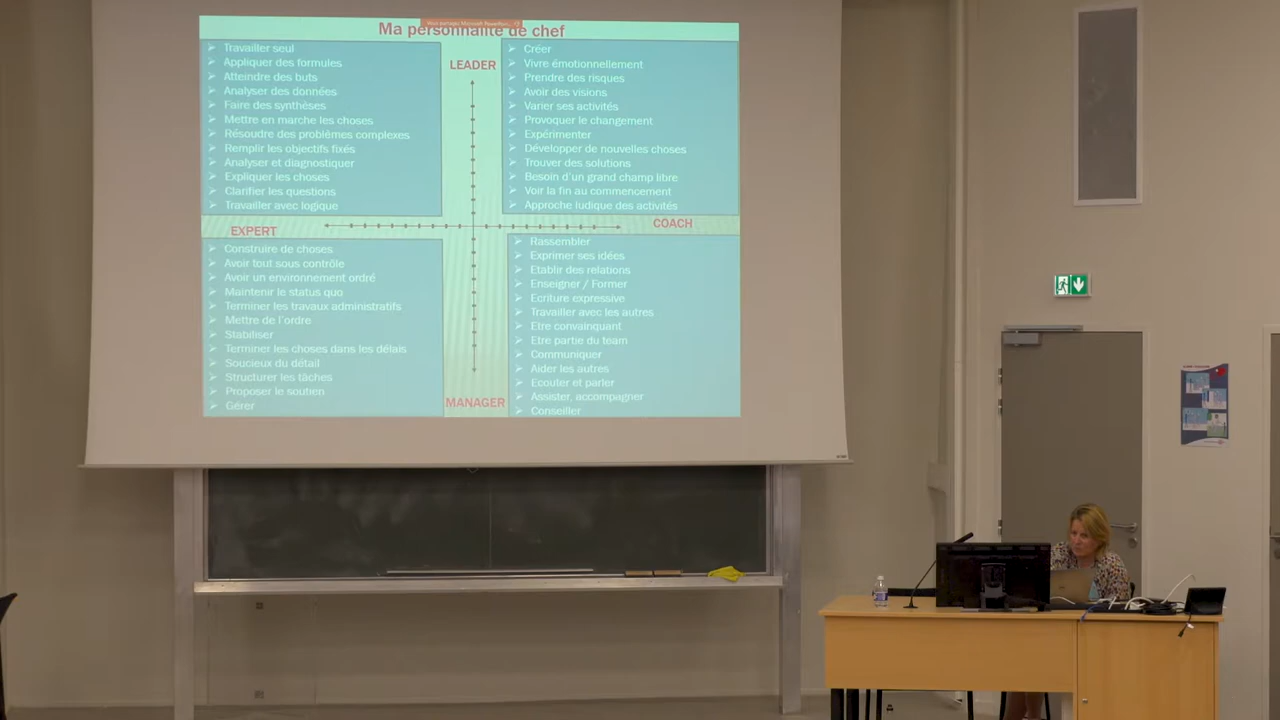 Ma personnalité de chef
Travailler seul
Appliquer des formules
Atteindre des buts
Analyser des données
Faire des synthèses
Mettre en marche les choses
Résoudre des problèmes complexes
Remplir les objectifs fixés
Analyser et diagnostiquer
Expliquer les choses
Clarifier les questions
Travailler avec logique
LEADER
Créer
Vivre émotionnellement
Prendre des risques
Avoir des visions
Varier ses activités
Provoquer le changement
Expérimenter
Développer de nouvelles choses
Trouver des solutions
Besoin d'un grand champ libre
Voir la fin au commencement
Approche ludique des activités
EXPERT
COACH
Construire de choses
Avoir tout sous contrôle
Avoir un environnement ordré
Maintenir le status quo
Terminer les travaux administratifs
Mettre de l'ordre
Stabiliser
Terminer les choses dans les délais
Soucieux du détail
Structurer les tâches
Proposer le soutien
Gérer
MANAGER
Rassembler
Exprimer ses idées
Etablir des relations
Enseigner / Former
Ecriture expressive
Travailler avec les autres
Etre convainquant
Etre partie du team
Communiquer
Aider les autres
Ecouter et parler
Assister, accompagner
Conseiller